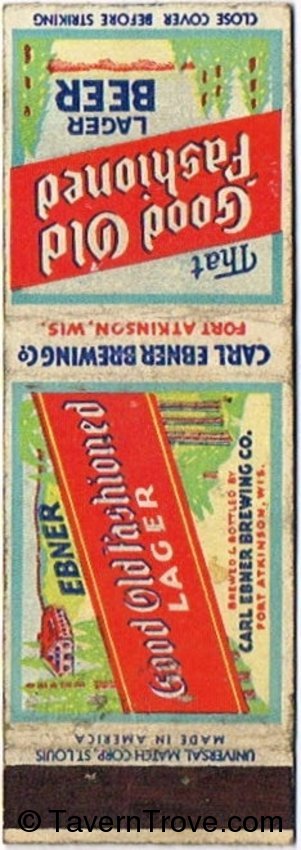 CLOSE COVER BEFORE STRIKING
That
Good Old
Fashioned
LAGER
BEER
CARL EBNER BREWING CO
FORT ATKINSON, WIS.
EBNER
Good Old Fashioned
LAGER
BREWED & BOTTLED BY
CARL EBNER BREWING CO.
FORT ATKINSON, WIS.
UNIVERSAL MATCH CORP., ST. LOUIS
MADE IN AMERICA
© TavernTrove.com/